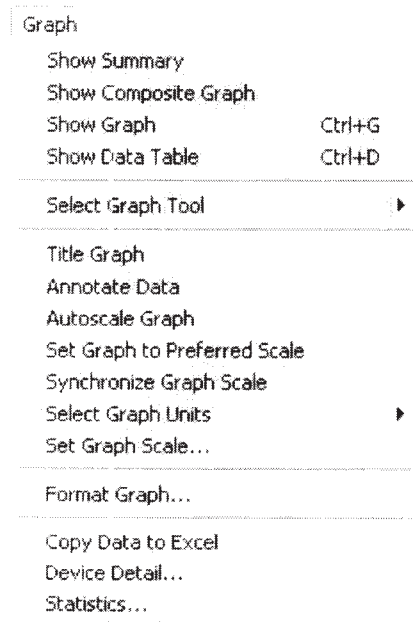 Graph
Show Summary
Show Composite Graph
Show Graph Ctrl+G
Show Data Table Ctrl+D
Select Graph Tool
Title Graph
Annotate Data
Autoscale Graph
Set Graph to Preferred Scale
Synchronize Graph Scale
Select Graph Units
Set Graph Scale...
Format Graph...
Copy Data to Excel
Device Detail...
Statistics...